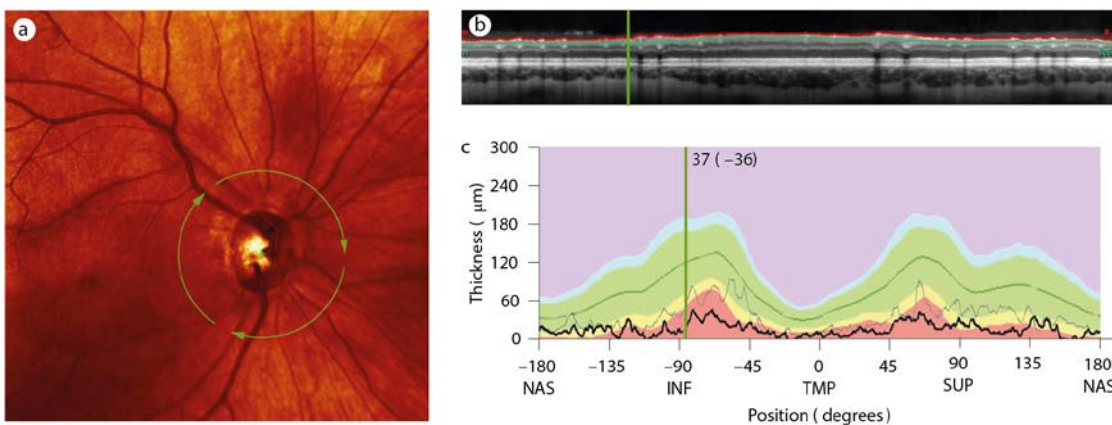 a
b
c
300
240
180
120
60
0
Thickness ( μm)
37 ( −36)
−180 −135 −90 −45 0 45 90 135 180
NAS INF TMP SUP NAS
Position ( degrees)